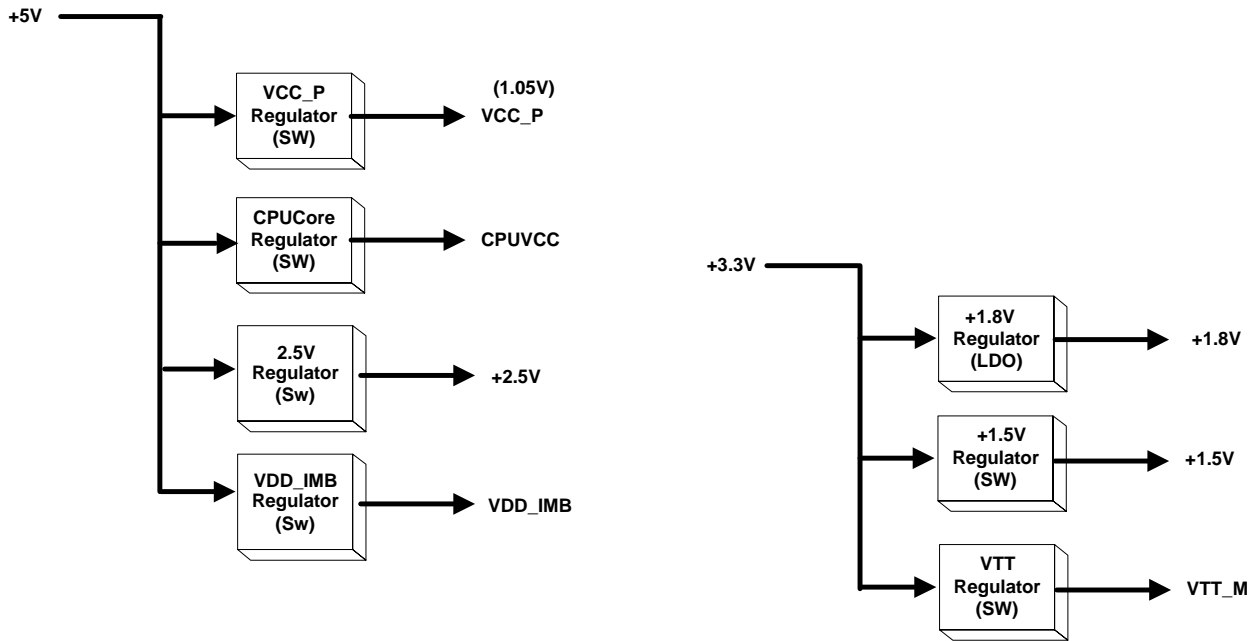 +5V
VCC_P
Regulator
(SW)
(1.05V)
VCC_P
CPUCore
Regulator
(SW)
CPUVCC
2.5V
Regulator
(Sw)
+2.5V
VDD_IMB
Regulator
(Sw)
VDD_IMB
+3.3V
+1.8V
Regulator
(LDO)
+1.8V
+1.5V
Regulator
(SW)
+1.5V
VTT
Regulator
(SW)
VTT_M